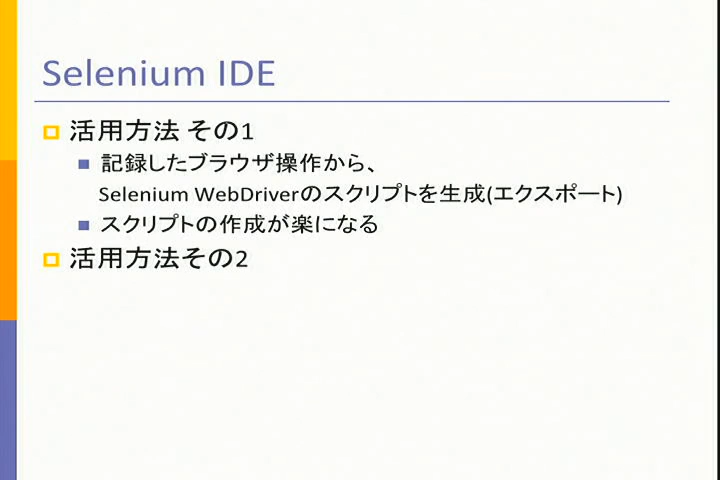 Selenium IDE
活用方法 その1
記録したブラウザ操作から、
Selenium WebDriverのスクリプトを生成(エクスポート)
スクリプトの作成が楽になる
活用方法その2